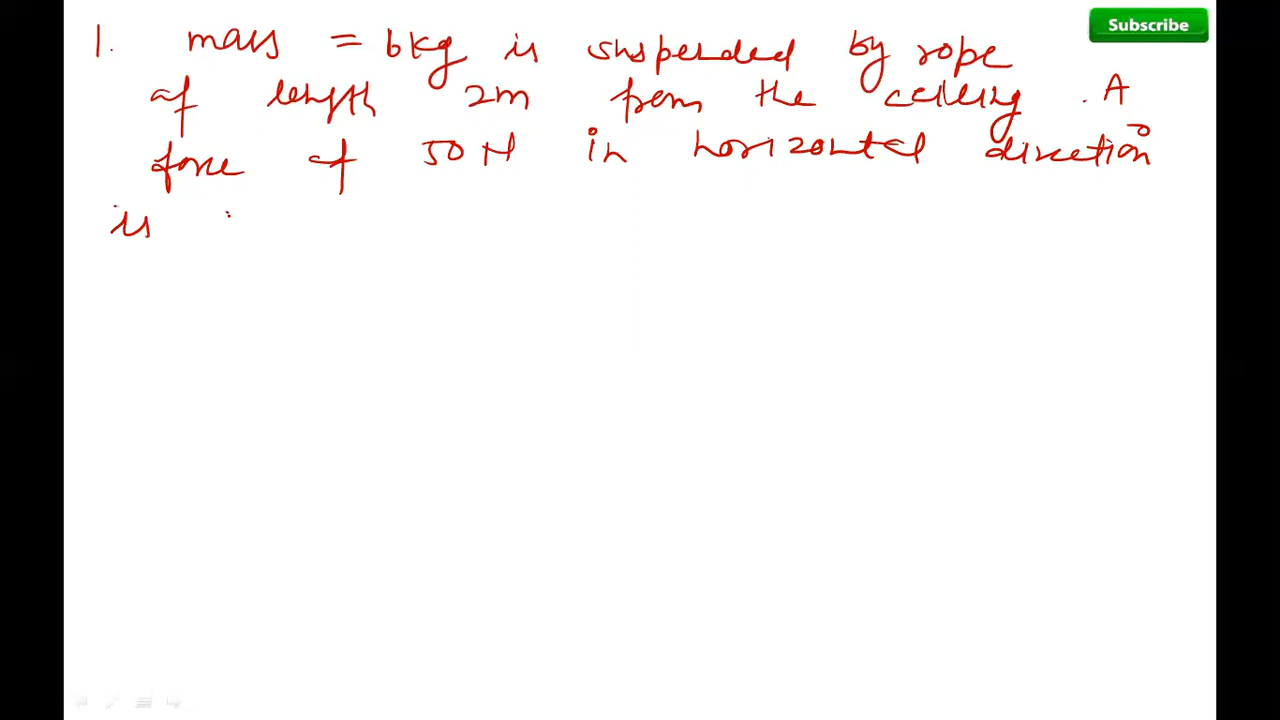 Subscribe
1. mass = 6kg is suspended by rope
of length 2m from the ceiling. A
force of 50 N in horizontal direction
is